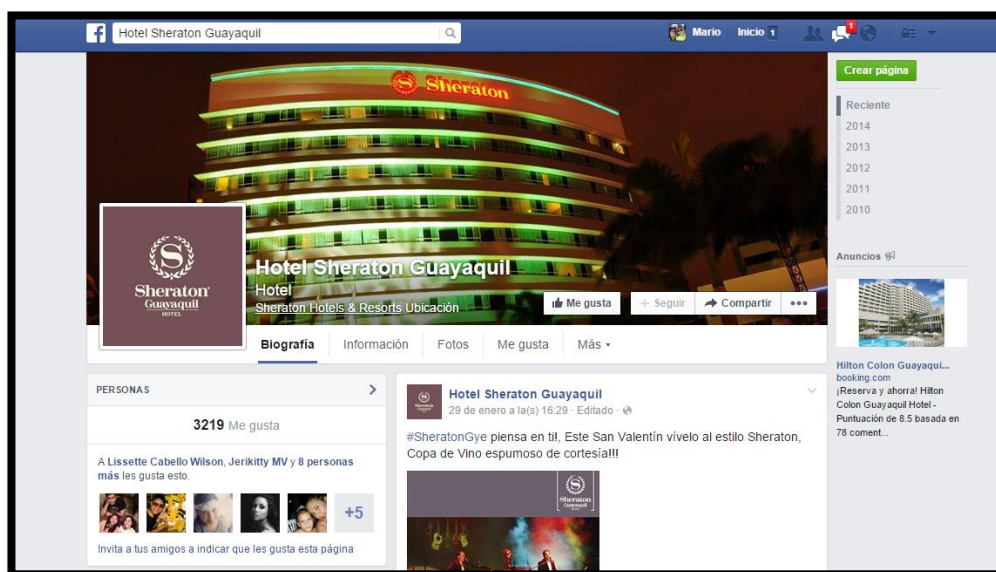 Hotel Sheraton Guayaquil
Mario
Inicio 1
1
Crear página
Reciente
2014
2013
2012
2011
2010
Sheraton
Sheraton
Guayaquil
HOTEL
Hotel Sheraton Guayaquil
Hotel
Sheraton Hotels & Resorts Ubicación
Me gusta
+ Seguir
Compartir
Biografía
Información
Fotos
Me gusta
Más
PERSONAS
3219 Me gusta
A Lissette Cabello Wilson, Jerikitty MV y 8 personas
más les gusta esto.
+5
Invita a tus amigos a indicar que les gusta esta página
Hotel Sheraton Guayaquil
29 de enero a la(s) 16:29 · Editado ·
#SheratonGye piensa en ti!, Este San Valentín vívelo al estilo Sheraton,
Copa de Vino espumoso de cortesía!!!
Sheraton
Guayaquil
Anuncios
Hilton Colon Guayaqui...
booking.com
¡Reserva y ahorra! Hilton
Colon Guayaquil Hotel -
Puntuación de 8.5 basada en
78 coment...